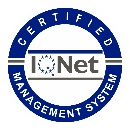 CERTIFIED
IQNet
MANAGEMENT SYSTEM